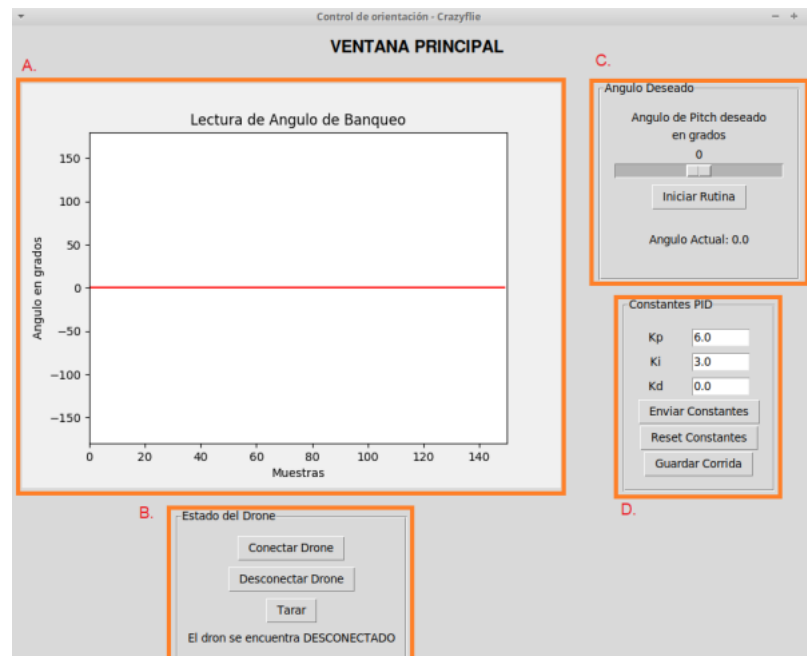 Control de orientación - Crazyflie
VENTANA PRINCIPAL
A.
Lectura de Angulo de Banqueo
Angulo en grados
150
100
50
0
−50
−100
−150
0 20 40 60 80 100 120 140
Muestras
B.
Estado del Drone
Conectar Drone
Desconectar Drone
Tarar
El dron se encuentra DESCONECTADO
C.
Angulo Deseado
Angulo de Pitch deseado
en grados
0
Iniciar Rutina
Angulo Actual: 0.0
Constantes PID
Kp 6.0
Ki 3.0
Kd 0.0
Enviar Constantes
Reset Constantes
Guardar Corrida
D.